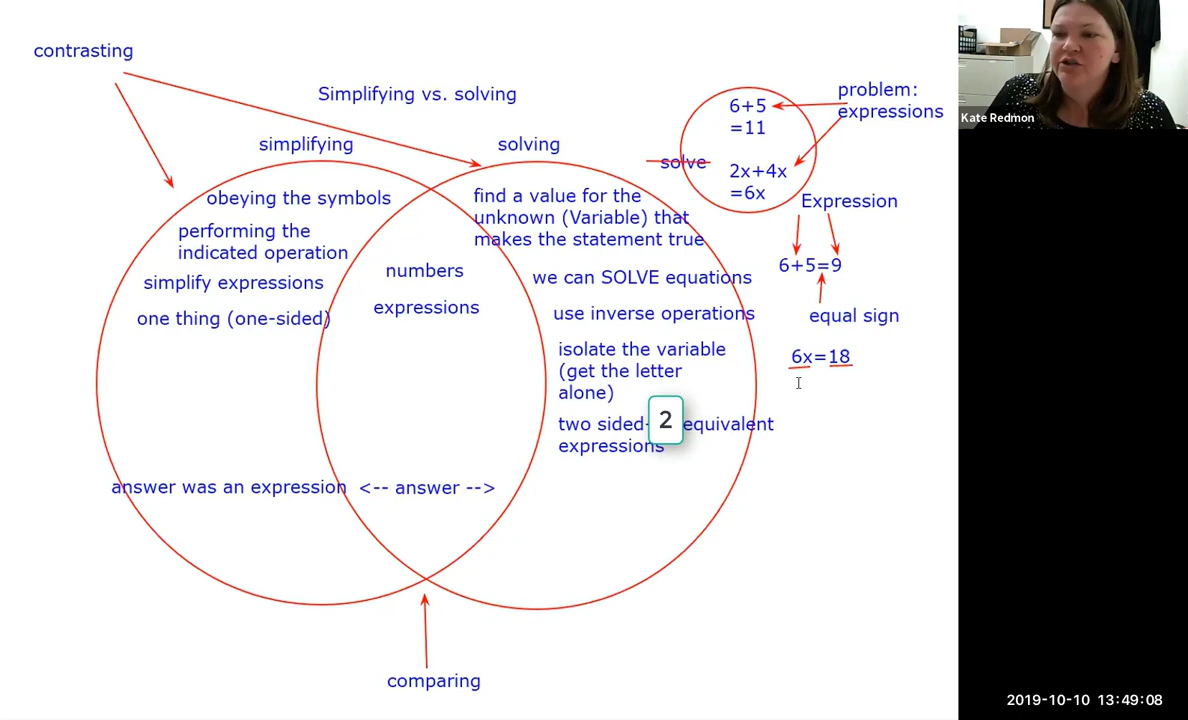 contrasting
Simplifying vs. solving
simplifying
solving
obeying the symbols
performing the
indicated operation
simplify expressions
one thing (one-sided)
answer was an expression
numbers
expressions
<-- answer -->
find a value for the
unknown (Variable) that
makes the statement true
we can SOLVE equations
use inverse operations
isolate the variable
(get the letter
alone)
two sided- equivalent
expressions
2
comparing
solve
6+5
=11
2x+4x
=6x
problem:
expressions
Expression
6+5=9
equal sign
6x=18
Kate Redmon
2019-10-10 13:49:08